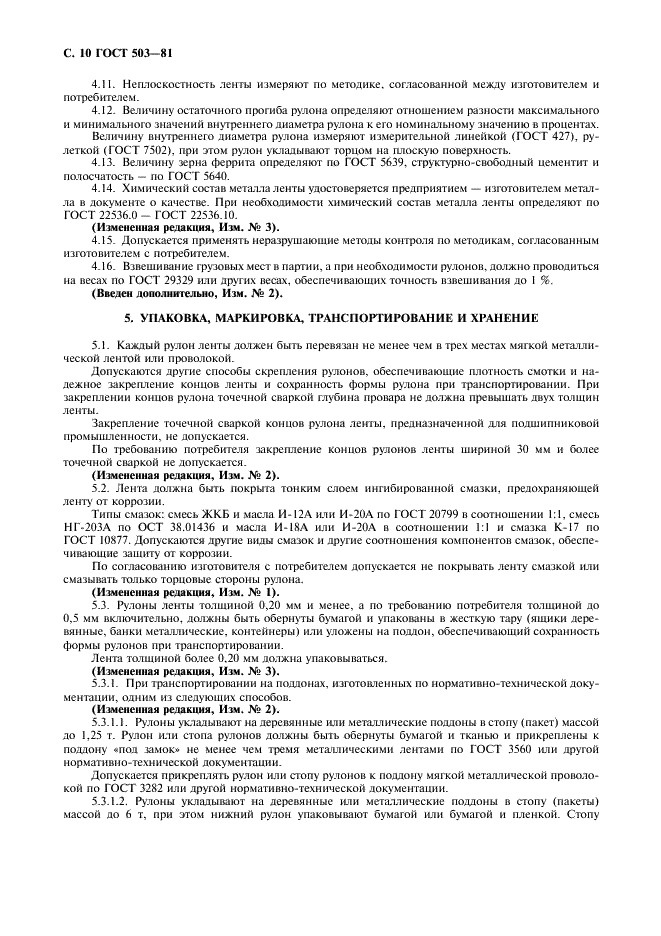 С. 10 ГОСТ 503—81
4.11. Неплоскостность ленты измеряют по методике, согласованной между изготовителем и
потребителем.
4.12. Величину остаточного прогиба рулона определяют отношением разности максимального
и минимального значений внутреннего диаметра рулона к его номинальному значению в процентах.
Величину внутреннего диаметра рулона измеряют измерительной линейкой (ГОСТ 427), ру-
леткой (ГОСТ 7502), при этом рулон укладывают торцом на плоскую поверхность.
4.13. Величину зерна феррита определяют по ГОСТ 5639, структурно-свободный цементит и
полосчатость — по ГОСТ 5640.
4.14. Химический состав металла ленты удостоверяется предприятием — изготовителем метал-
ла в документе о качестве. При необходимости химический состав металла ленты определяют по
ГОСТ 22536.0 — ГОСТ 22536.10.
(Измененная редакция, Изм. № 3).
4.15. Допускается применять неразрушающие методы контроля по методикам, согласованным
изготовителем с потребителем.
4.16. Взвешивание грузовых мест в партии, а при необходимости рулонов, должно проводиться
на весах по ГОСТ 29329 или других весах, обеспечивающих точность взвешивания до 1 %.
(Введен дополнительно, Изм. № 2).
5. УПАКОВКА, МАРКИРОВКА, ТРАНСПОРТИРОВАНИЕ И ХРАНЕНИЕ
5.1. Каждый рулон ленты должен быть перевязан не менее чем в трех местах мягкой металли-
ческой лентой или проволокой.
Допускаются другие способы скрепления рулонов, обеспечивающие плотность смотки и на-
дежное закрепление концов ленты и сохранность формы рулона при транспортировании. При
закреплении концов рулона точечной сваркой глубина провара не должна превышать двух толщин
ленты.
Закрепление точечной сваркой концов рулона ленты, предназначенной для подшипниковой
промышленности, не допускается.
По требованию потребителя закрепление концов рулонов ленты шириной 30 мм и более
точечной сваркой не допускается.
(Измененная редакция, Изм. № 2).
5.2. Лента должна быть покрыта тонким слоем ингибированной смазки, предохраняющей
ленту от коррозии.
Типы смазок: смесь ЖКБ и масла И-12А или И-20А по ГОСТ 20799 в соотношении 1:1, смесь
НГ-203А по ОСТ 38.01436 и масла И-18А или И-20А в соотношении 1:1 и смазка К-17 по
ГОСТ 10877. Допускаются другие виды смазок и другие соотношения компонентов смазок, обеспе-
чивающие защиту от коррозии.
По согласованию изготовителя с потребителем допускается не покрывать ленту смазкой или
смазывать только торцовые стороны рулона.
(Измененная редакция, Изм. № 1).
5.3. Рулоны ленты толщиной 0,20 мм и менее, а по требованию потребителя толщиной до
0,5 мм включительно, должны быть обернуты бумагой и упакованы в жесткую тару (ящики дере-
вянные, банки металлические, контейнеры) или уложены на поддон, обеспечивающий сохранность
формы рулонов при транспортировании.
Лента толщиной более 0,20 мм должна упаковываться.
(Измененная редакция, Изм. № 3).
5.3.1. При транспортировании на поддонах, изготовленных по нормативно-технической доку-
ментации, одним из следующих способов.
(Измененная редакция, Изм. № 2).
5.3.1.1. Рулоны укладывают на деревянные или металлические поддоны в стопу (пакет) массой
до 1,25 т. Рулон или стопа рулонов должны быть обернуты бумагой и тканью и прикреплены к
поддону «под замок» не менее чем тремя металлическими лентами по ГОСТ 3560 или другой
нормативно-технической документации.
Допускается прикреплять рулон или стопу рулонов к поддону мягкой металлической проволо-
кой по ГОСТ 3282 или другой нормативно-технической документации.
5.3.1.2. Рулоны укладывают на деревянные или металлические поддоны в стопу (пакеты)
массой до 6 т, при этом нижний рулон упаковывают бумагой или бумагой и пленкой. Стопу